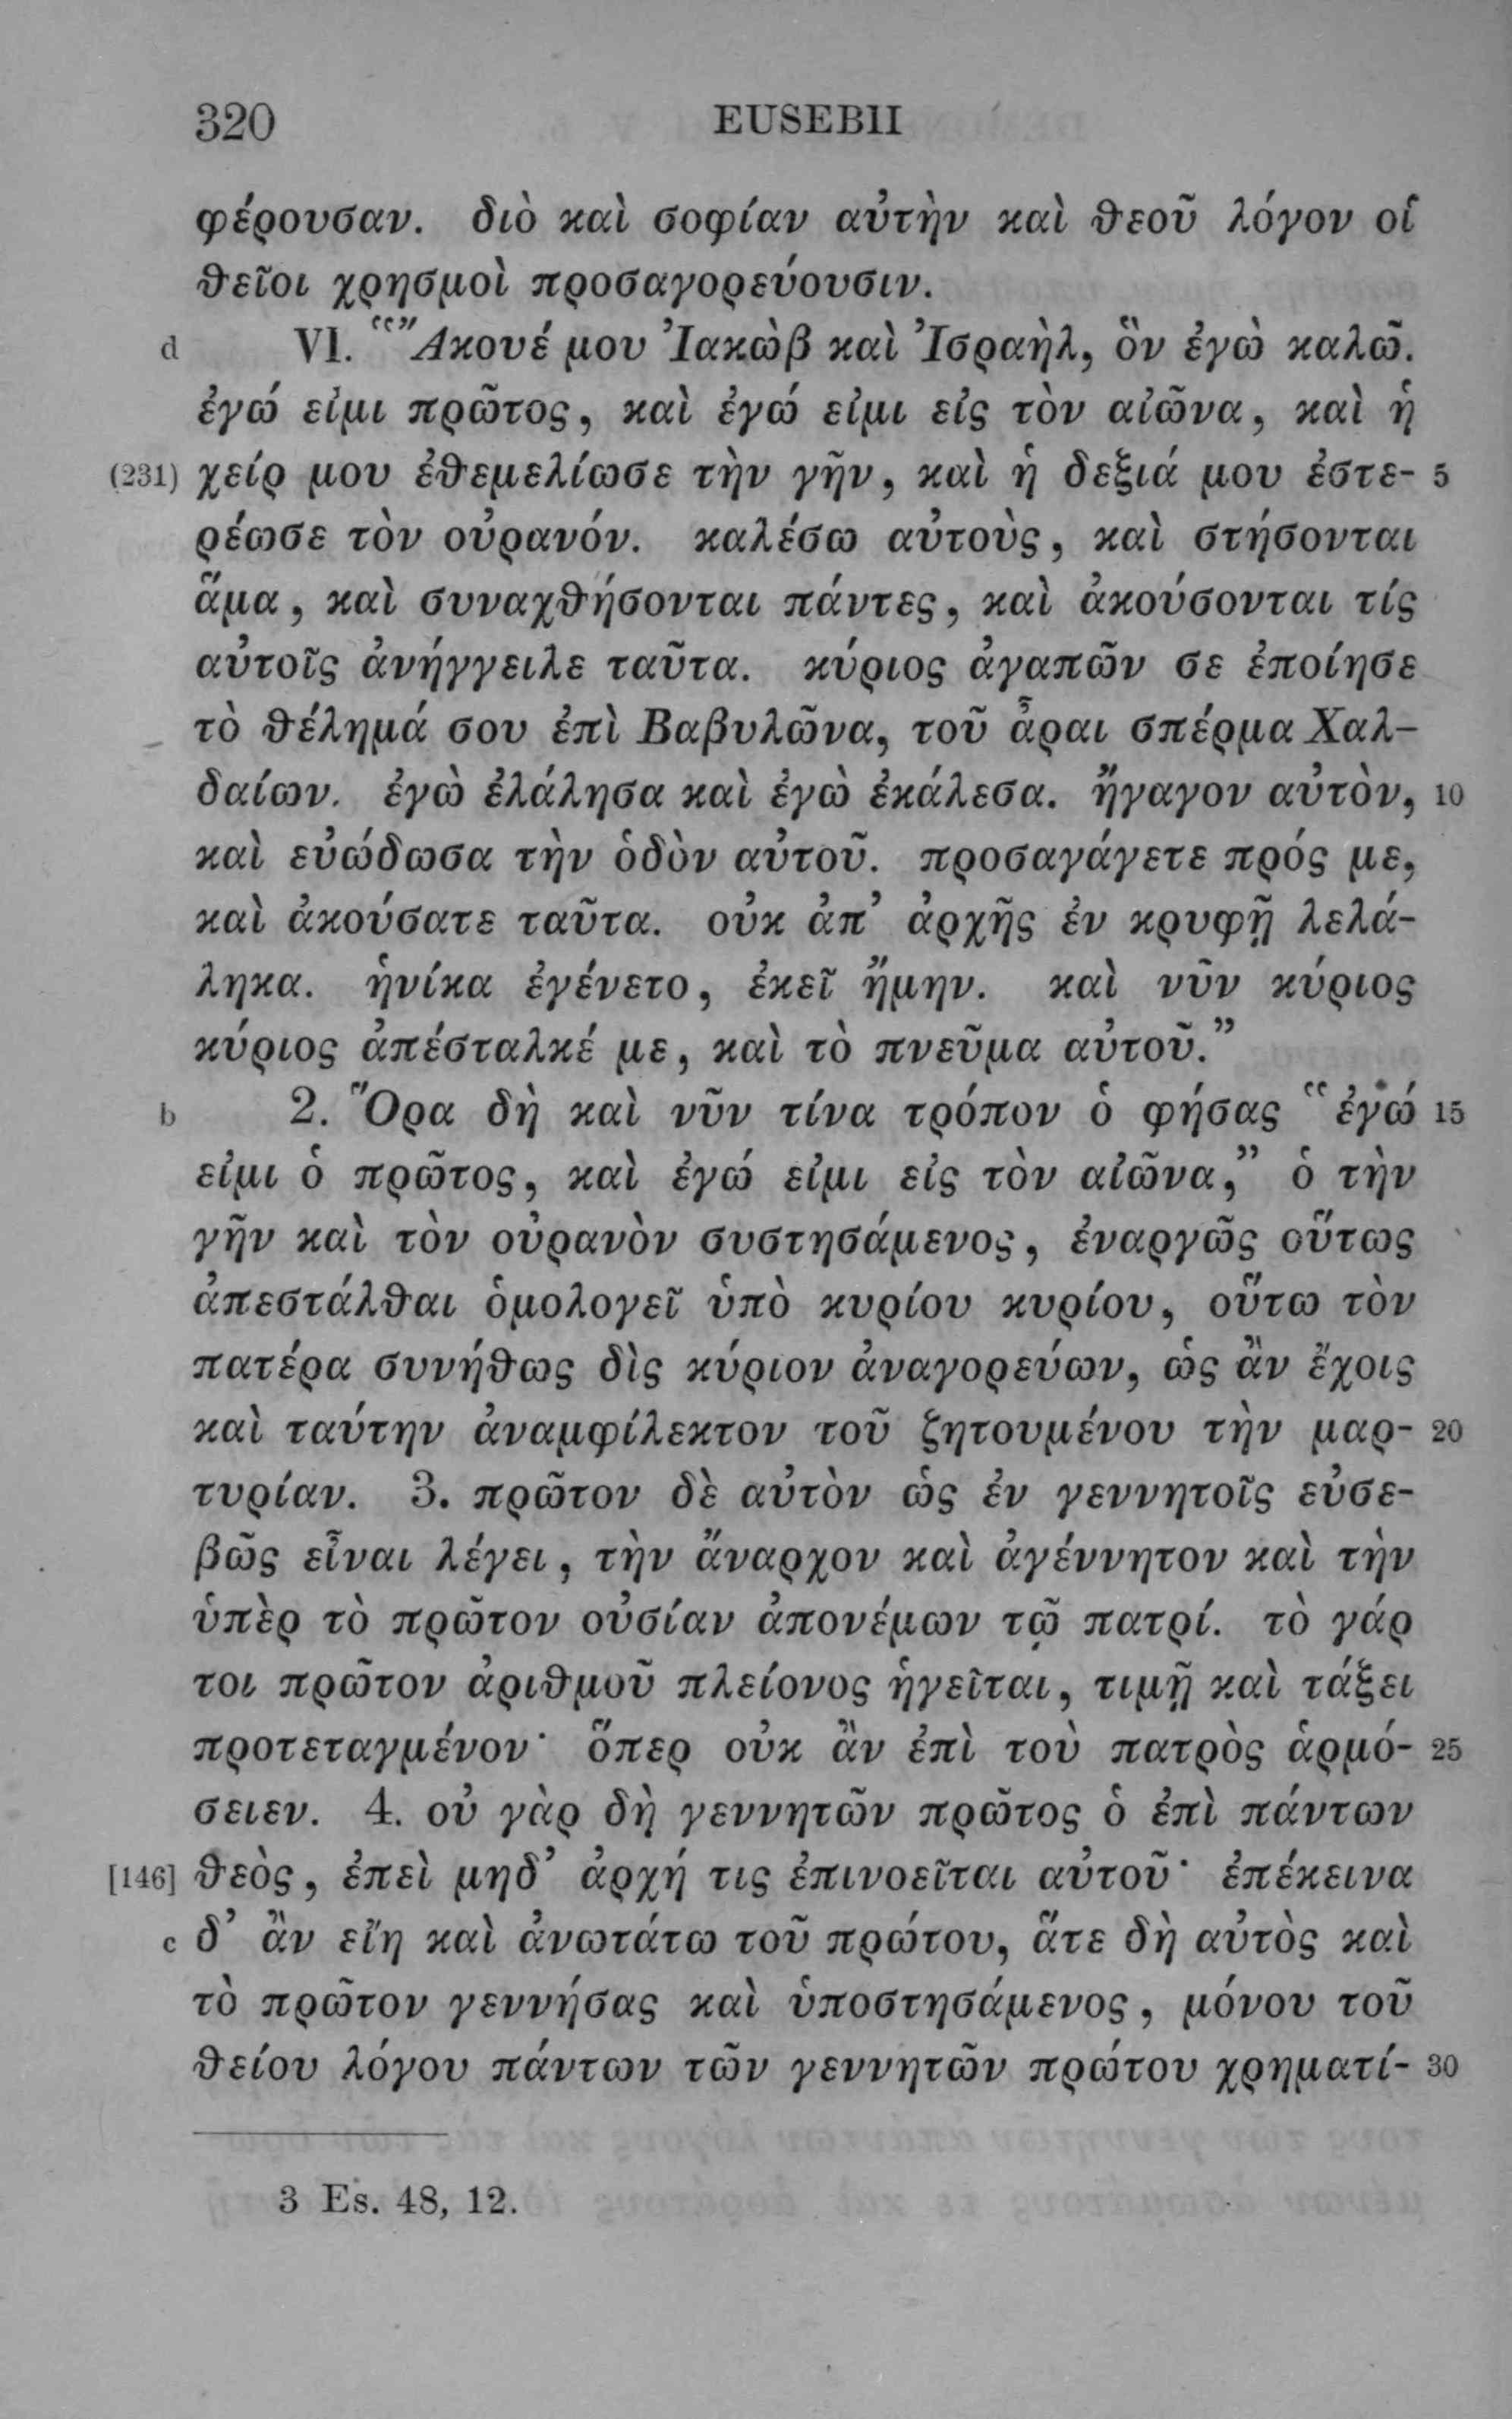 320 EUSEBII
φέρουσαν. διὸ καὶ σοφίαν αὐτὴν καὶ θεοῦ λόγον οἱ
θεῖοι χρησμοὶ προσαγορεύουσιν.
d VI. “Ἄκουέ μου Ἰακὼβ καὶ Ἰσραὴλ, ὃν ἐγὼ καλῶ.
ἐγώ εἰμι πρῶτος, καὶ ἐγώ εἰμι εἰς τὸν αἰῶνα, καὶ ἡ
(231) χείρ μου ἐθεμελίωσε τὴν γῆν, καὶ ἡ δεξιά μου ἐστε- 5
ρέωσε τὸν οὐρανόν. καλέσω αὐτοὺς, καὶ στήσονται
ἅμα, καὶ συναχθήσονται πάντες, καὶ ἀκούσονται τίς
αὐτοῖς ἀνήγγειλε ταῦτα. κύριος ἀγαπῶν σε ἐποίησε
τὸ θέλημά σου ἐπὶ Βαβυλῶνα, τοῦ ἆραι σπέρμα Χαλ-
δαίων. ἐγὼ ἐλάλησα καὶ ἐγὼ ἐκάλεσα. ἤγαγον αὐτὸν, 10
καὶ εὐώδωσα τὴν ὁδὸν αὐτοῦ. προσαγάγετε πρός με,
καὶ ἀκούσατε ταῦτα. οὐκ ἀπ’ ἀρχῆς ἐν κρυφῇ λελά-
ληκα. ἡνίκα ἐγένετο, ἐκεῖ ἤμην. καὶ νῦν κύριος
κύριος ἀπέσταλκέ με, καὶ τὸ πνεῦμα αὐτοῦ.”
b 2. Ὅρα δὴ καὶ νῦν τίνα τρόπον ὁ φήσας “ἐγώ 15
εἰμι ὁ πρῶτος, καὶ ἐγώ εἰμι εἰς τὸν αἰῶνα,” ὁ τὴν
γῆν καὶ τὸν οὐρανὸν συστησάμενος, ἐναργῶς οὕτως
ἀπεστάλθαι ὁμολογεῖ ὑπὸ κυρίου κυρίου, οὕτω τὸν
πατέρα συνήθως δὶς κύριον ἀναγορεύων, ὡς ἂν ἔχοις
καὶ ταύτην ἀναμφίλεκτον τοῦ ζητουμένου τὴν μαρ- 20
τυρίαν. 3. πρῶτον δὲ αὐτὸν ὡς ἐν γεννητοῖς εὐσε-
βῶς εἶναι λέγει, τὴν ἄναρχον καὶ ἀγέννητον καὶ τὴν
ὑπὲρ τὸ πρῶτον οὐσίαν ἀπονέμων τῷ πατρί. τὸ γάρ
τοι πρῶτον ἀριθμοῦ πλείονος ἡγεῖται, τιμῇ καὶ τάξει
προτεταγμένον· ὅπερ οὐκ ἂν ἐπὶ τοὺ πατρὸς ἁρμό- 25
σειεν. 4. οὐ γὰρ δὴ γεννητῶν πρῶτος ὁ ἐπὶ πάντων
[146] θεὸς, ἐπεὶ μηδ’ ἀρχή τις ἐπινοεῖται αὐτοῦ· ἐπέκεινα
c δ’ ἂν εἴη καὶ ἀνωτάτω τοῦ πρώτου, ἅτε δὴ αὐτὸς καὶ
τὸ πρῶτον γεννήσας καὶ ὑποστησάμενος, μόνου τοῦ
θείου λόγου πάντων τῶν γεννητῶν πρώτου χρηματί- 30
3 Es. 48, 12.